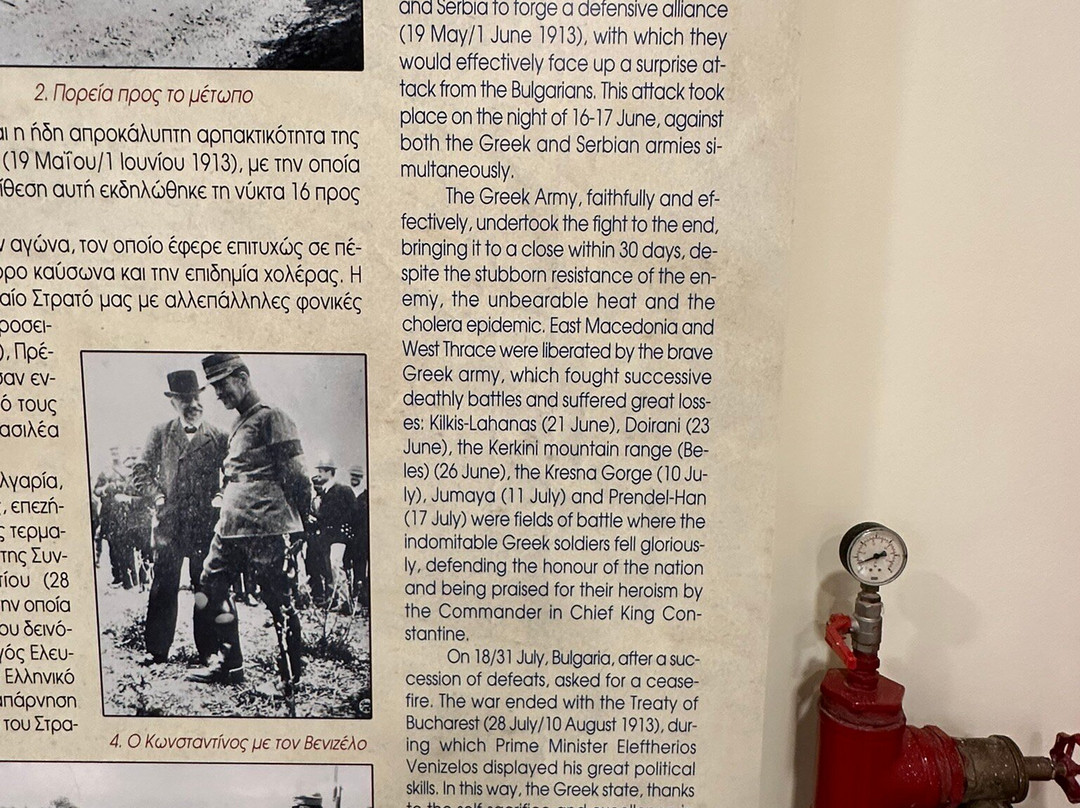 2. Πορεία προς το μέτωπο
αι η ήδη απροκάλυπτη αρπακτικότητα της
(19 Μαΐου/1 Ιουνίου 1913), με την οποία
ίθεση αυτή εκδηλώθηκε τη νύκτα 16 προς
ν αγώνα, τον οποίο έφερε επιτυχώς σε πέ-
ρο καύσωνα και την επιδημία χολέρας. Η
αίο Στρατό μας με αλλεπάλληλες φονικές
ροσει-
), Πρέ-
σαν εν-
ό τους
ασιλέα
λγαρία,
, επεζή-
ς τερμα-
της Συν-
τίου (28
ην οποία
ου δεινό-
γός Ελευ-
Ελληνικό
απάρνηση
του Στρα-
4. Ο Κωνσταντίνος με τον Βενιζέλο
and Serbia to forge a defensive alliance
(19 May/1 June 1913), with which they
would effectively face up a surprise at-
tack from the Bulgarians. This attack took
place on the night of 16-17 June, against
both the Greek and Serbian armies si-
multaneously.
The Greek Army, faithfully and ef-
fectively, undertook the fight to the end,
bringing it to a close within 30 days, de-
spite the stubborn resistance of the en-
emy, the unbearable heat and the
cholera epidemic. East Macedonia and
West Thrace were liberated by the brave
Greek army, which fought successive
deathly battles and suffered great loss-
es: Kilkis-Lahanas (21 June), Doirani (23
June), the Kerkini mountain range (Be-
les) (26 June), the Kresna Gorge (10 Ju-
ly), Jumaya (11 July) and Prendel-Han
(17 July) were fields of battle where the
indomitable Greek soldiers fell glorious-
ly, defending the honour of the nation
and being praised for their heroism by
the Commander in Chief King Con-
stantine.
On 18/31 July, Bulgaria, after a suc-
cession of defeats, asked for a cease-
fire. The war ended with the Treaty of
Bucharest (28 July/10 August 1913), dur-
ing which Prime Minister Eleftherios
Venizelos displayed his great political
skills. In this way, the Greek state, thanks